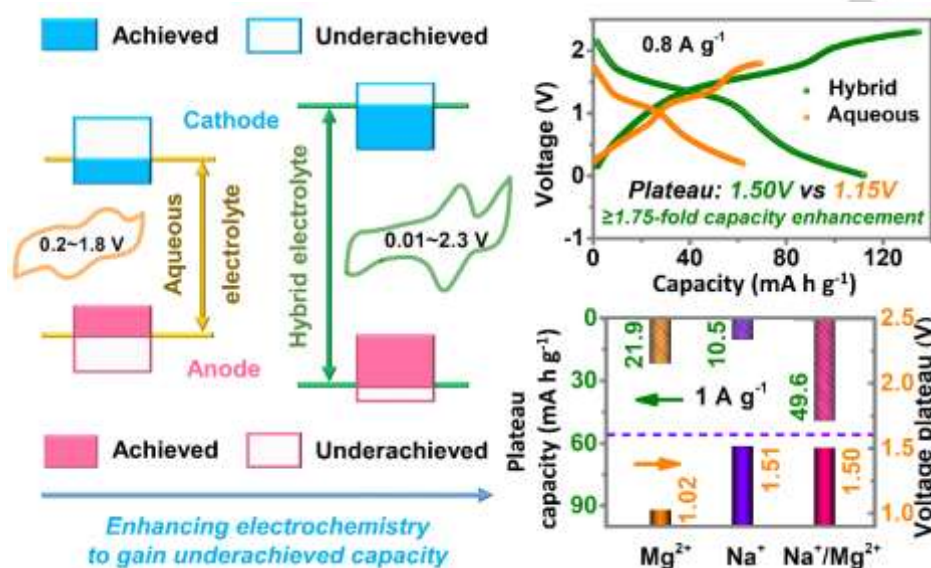 Achieved
Underachieved
Cathode
Aqueous
electrolyte
Hybrid electrolyte
0.2~1.8 V
0.01~2.3 V
Anode
Achieved
Underachieved
Enhancing electrochemistry
to gain underachieved capacity
Voltage (V)
2
1
0
-1
0.8 A g⁻¹
Hybrid
Aqueous
Plateau: 1.50V vs 1.15V
≥1.75-fold capacity enhancement
0 40 80 120
Capacity (mA h g⁻¹)
Plateau
capacity (mA h g⁻¹)
0
30
60
90
21.9
10.5
49.6
1 A g⁻¹
1.02
1.51
1.50
2.5
2.0
1.5
1.0
Voltage plateau (V)
Mg²⁺ Na⁺ Na⁺/Mg²⁺